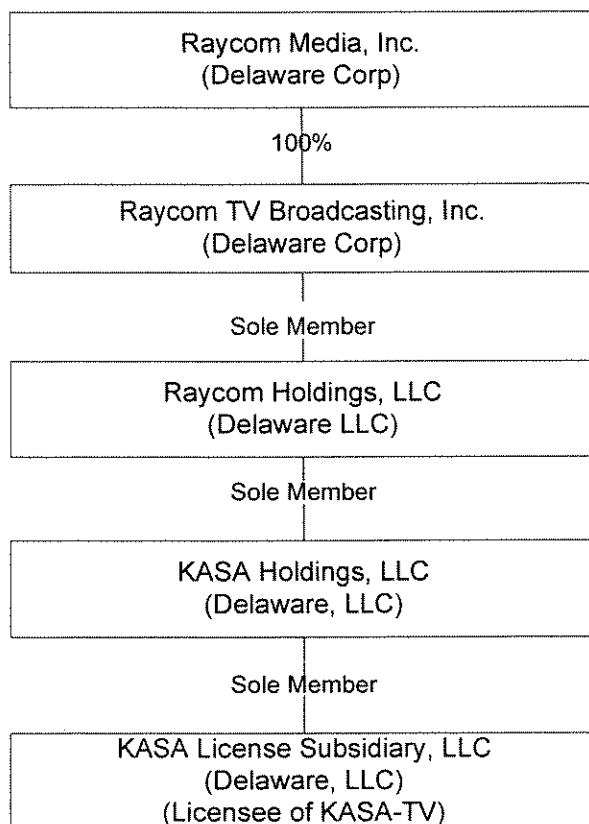 Raycom Media, Inc.
(Delaware Corp)
100%
Raycom TV Broadcasting, Inc.
(Delaware Corp)
Sole Member
Raycom Holdings, LLC
(Delaware LLC)
Sole Member
KASA Holdings, LLC
(Delaware, LLC)
Sole Member
KASA License Subsidiary, LLC
(Delaware, LLC)
(Licensee of KASA-TV)